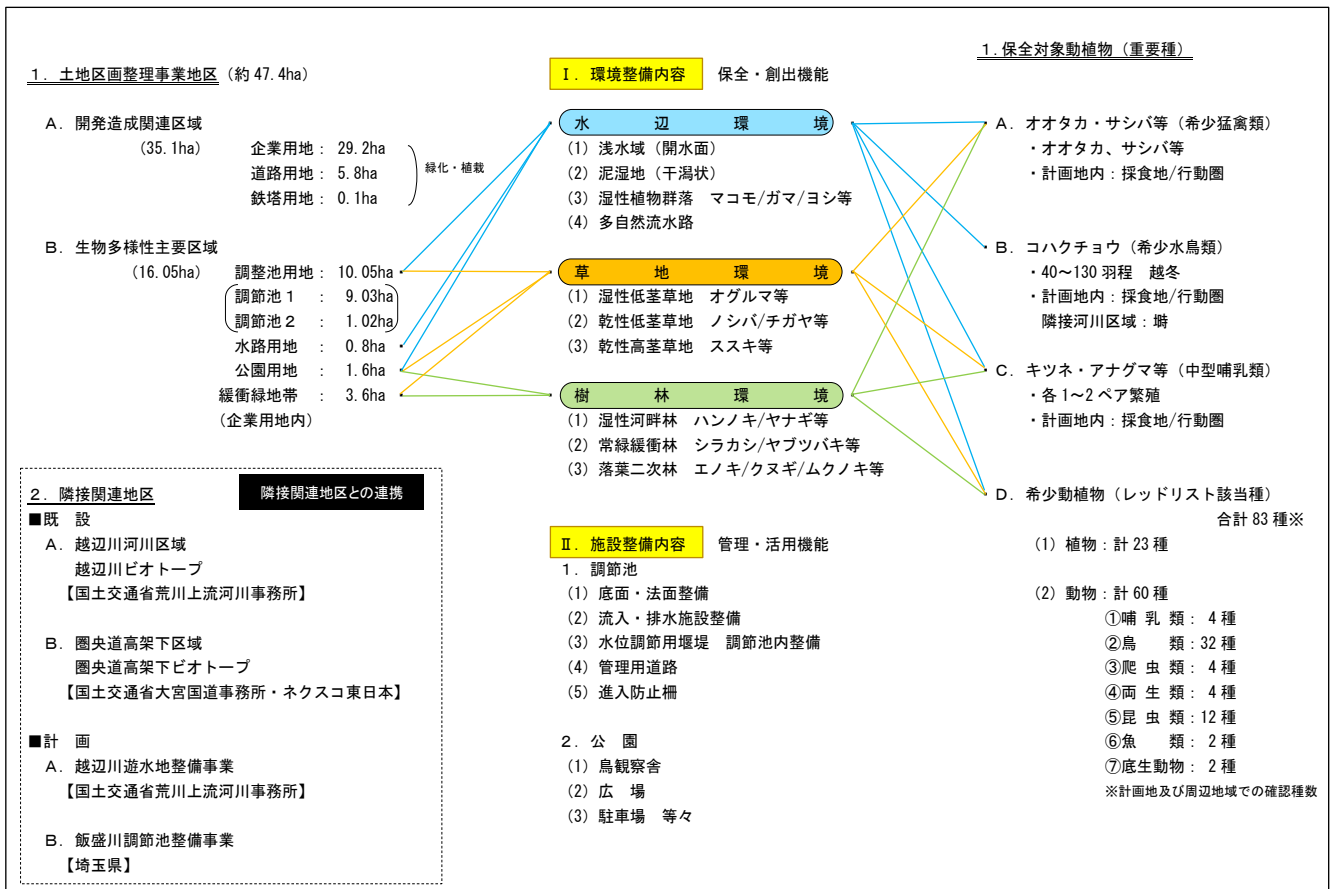 1．土地区画整理事業地区（約47.4ha）
A．開発造成関連区域
（35.1ha）
企業用地：29.2ha
道路用地：5.8ha
鉄塔用地：0.1ha
緑化・植栽
B．生物多様性主要区域
（16.05ha）
調整池用地：10.05ha
調節池1：9.03ha
調節池2：1.02ha
水路用地：0.8ha
公園用地：1.6ha
緩衝緑地帯：3.6ha
（企業用地内）
2．隣接関連地区
隣接関連地区との連携
■既　設
A．越辺川河川区域
越辺川ビオトープ
【国土交通省荒川上流河川事務所】
B．圏央道高架下区域
圏央道高架下ビオトープ
【国土交通省大宮国道事務所・ネクスコ東日本】
■計　画
A．越辺川遊水地整備事業
【国土交通省荒川上流河川事務所】
B．飯盛川調節池整備事業
【埼玉県】
Ⅰ．環境整備内容　保全・創出機能
水　辺　環　境
(1) 浅水域（開水面）
(2) 泥湿地（干潟状）
(3) 湿性植物群落　マコモ/ガマ/ヨシ等
(4) 多自然流水路
草　地　環　境
(1) 湿性低茎草地　オグルマ等
(2) 乾性低茎草地　ノシバ/チガヤ等
(3) 乾性高茎草地　ススキ等
樹　林　環　境
(1) 湿性河畔林　ハンノキ/ヤナギ等
(2) 常緑緩衝林　シラカシ/ヤブツバキ等
(3) 落葉二次林　エノキ/クヌギ/ムクノキ等
Ⅱ．施設整備内容　管理・活用機能
1．調節池
(1) 底面・法面整備
(2) 流入・排水施設整備
(3) 水位調節用堰堤　調節池内整備
(4) 管理用道路
(5) 進入防止柵
2．公　園
(1) 鳥観察舎
(2) 広　場
(3) 駐車場　等々
1.保全対象動植物（重要種）
A．オオタカ・サシバ等（希少猛禽類）
・オオタカ、サシバ等
・計画地内：採食地/行動圏
B．コハクチョウ（希少水鳥類）
・40～130羽程　越冬
・計画地内：採食地/行動圏
隣接河川区域：塒
C．キツネ・アナグマ等（中型哺乳類）
・各1～2ペア繁殖
・計画地内：採食地/行動圏
D．希少動植物（レッドリスト該当種）
合計83種※
(1) 植物：計23種
(2) 動物：計60種
①哺乳類：4種
②鳥　類：32種
③爬虫類：4種
④両生類：4種
⑤昆虫類：12種
⑥魚　類：2種
⑦底生動物：2種
※計画地及び周辺地域での確認種数